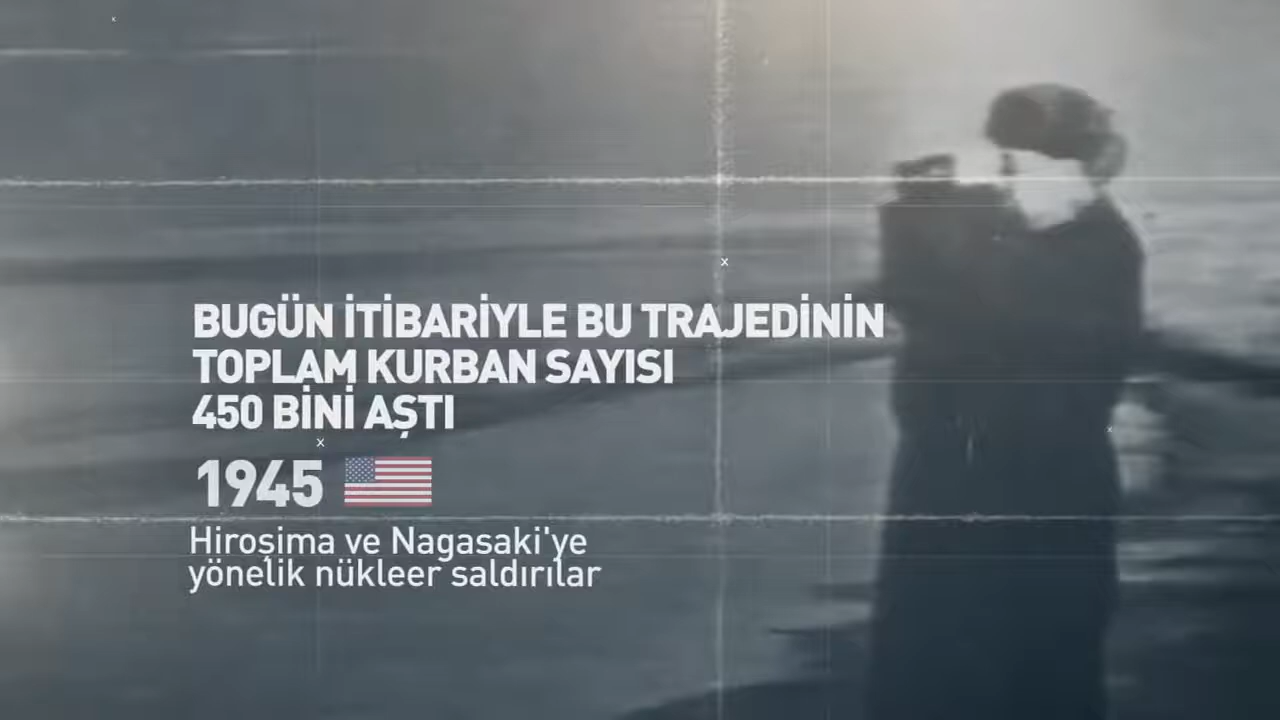 BUGÜN İTİBARİYLE BU TRAJEDİNİN
TOPLAM KURBAN SAYISI
450 BİNİ AŞTI
1945
Hiroşima ve Nagasaki'ye
yönelik nükleer saldırılar